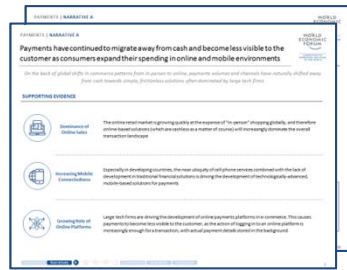 PAYMENTS | NARRATIVE A
WORLD
PAYMENTS | NARRATIVE A
WORLD
ECONOMIC
FORUM
Payments have continued to migrate away from cash and become less visible to the
customer as consumers expand their spending in online and mobile environments
On the back of global shifts in commerce patterns from in-person to online, payments volumes and channels have naturally shifted away
from cash towards simple, frictionless solutions often dominated by large tech firms
SUPPORTING EVIDENCE
Dominance of
Online Sales
The online retail market is growing quickly at the expense of "in-person" shopping globally, and therefore
online-based solutions (which are cashless as a matter of course) will increasingly dominate the overall
transaction landscape
Increasing Mobile
Connectedness
Especially in developing countries, the near ubiquity of cell phone services combined with the lack of
development in traditional financial solutions is driving the development of technologically-advanced,
mobile-based solutions for payments
Growing Role of
Online Platforms
Large tech firms are driving the development of online payments platforms in e-commerce. This causes
payments to become less visible to the customer, as the action of logging in to an online platform is
increasingly enough for a transaction, with actual payment details stored in the background